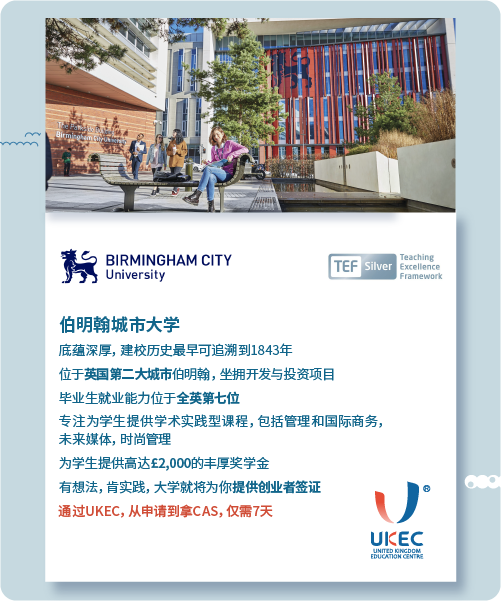 Birmingham City University
BIRMINGHAM CITY
University
TEF Silver
Teaching
Excellence
Framework
伯明翰城市大学
底蕴深厚，建校历史最早可追溯到1843年
位于英国第二大城市伯明翰，坐拥开发与投资项目
毕业生就业能力位于全英第七位
专注为学生提供学术实践型课程，包括管理和国际商务，
未来媒体，时尚管理
为学生提供高达£2,000的丰厚奖学金
有想法，肯实践，大学就将为你提供创业者签证
通过UKEC，从申请到拿CAS，仅需7天
®
UKEC
UNITED KINGDOM
EDUCATION CENTRE